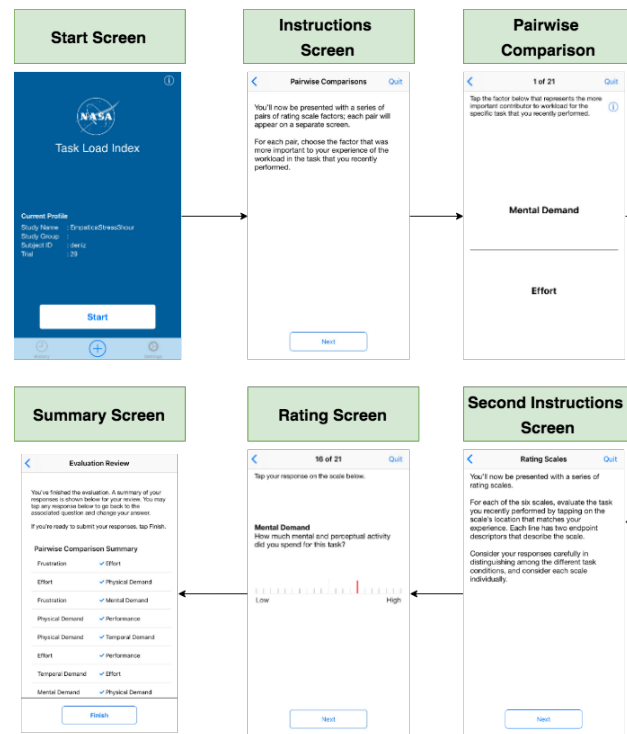 Start Screen
Instructions
Screen
Pairwise
Comparison
NASA
Task Load Index
Current Profile
Study Name : EmpaticaStress3hour
Study Group :
Subject ID : deniz
Trial : 29
Start
History
Settings
Pairwise Comparisons Quit
You'll now be presented with a series of
pairs of rating scale factors; each pair will
appear on a separate screen.
For each pair, choose the factor that was
more important to your experience of the
workload in the task that you recently
performed.
Next
1 of 21 Quit
Tap the factor below that represents the more
important contributor to workload for the
specific task that you recently performed.
Mental Demand
Effort
Summary Screen
Rating Screen
Second Instructions
Screen
Evaluation Review
You've finished the evaluation. A summary of your
responses is shown below for your review. You may
tap any response below to go back to the
associated question and change your answer.
If you're ready to submit your responses, tap Finish.
Pairwise Comparison Summary
Frustration ✓ Effort
Effort ✓ Physical Demand
Frustration ✓ Mental Demand
Physical Demand ✓ Performance
Physical Demand ✓ Temporal Demand
Effort ✓ Performance
Temporal Demand ✓ Effort
Mental Demand ✓ Physical Demand
Finish
16 of 21 Quit
Tap your response on the scale below.
Mental Demand
How much mental and perceptual activity
did you spend for this task?
Low High
Next
Rating Scales Quit
You'll now be presented with a series of
rating scales.
For each of the six scales, evaluate the task
you recently performed by tapping on the
scale's location that matches your
experience. Each line has two endpoint
descriptors that describe the scale.
Consider your responses carefully in
distinguishing among the different task
conditions, and consider each scale
individually.
Next